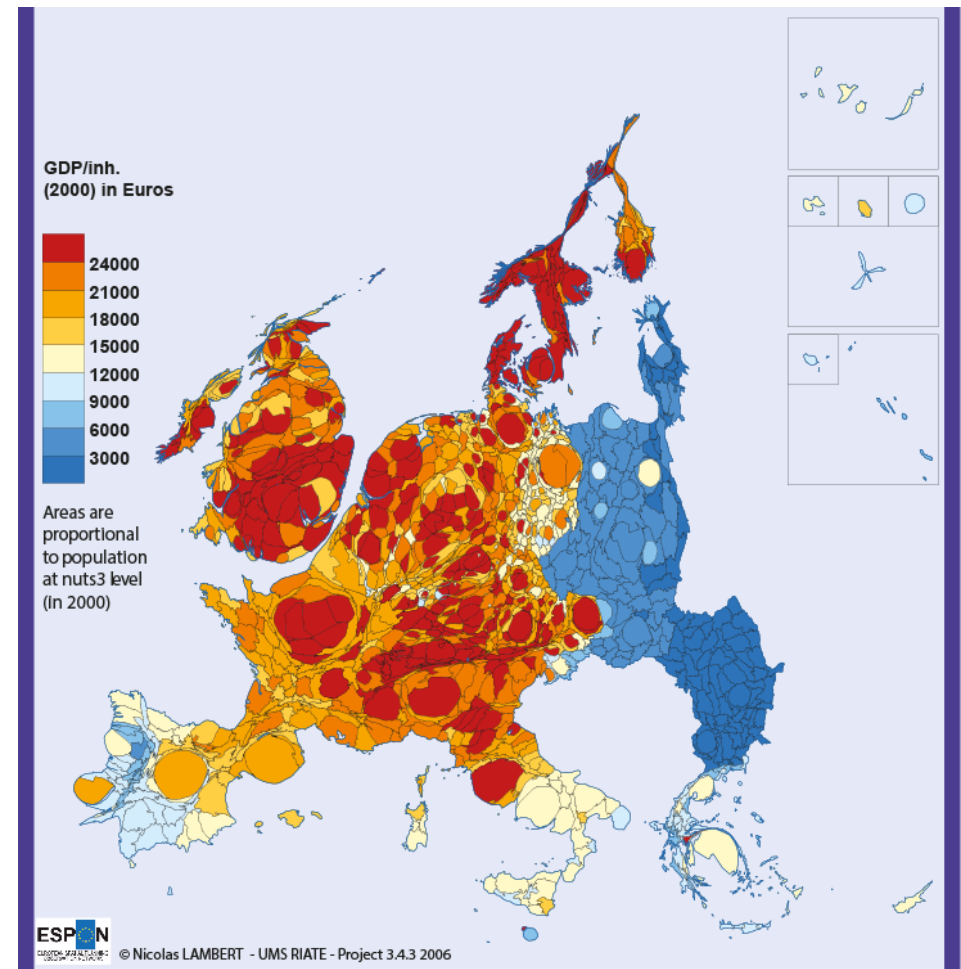 GDP/inh.
(2000) in Euros
24000
21000
18000
15000
12000
9000
6000
3000
Areas are
proportional
to population
at nuts3 level
(in 2000)
ESPON
© Nicolas LAMBERT - UMS RIATE - Project 3.4.3 2006